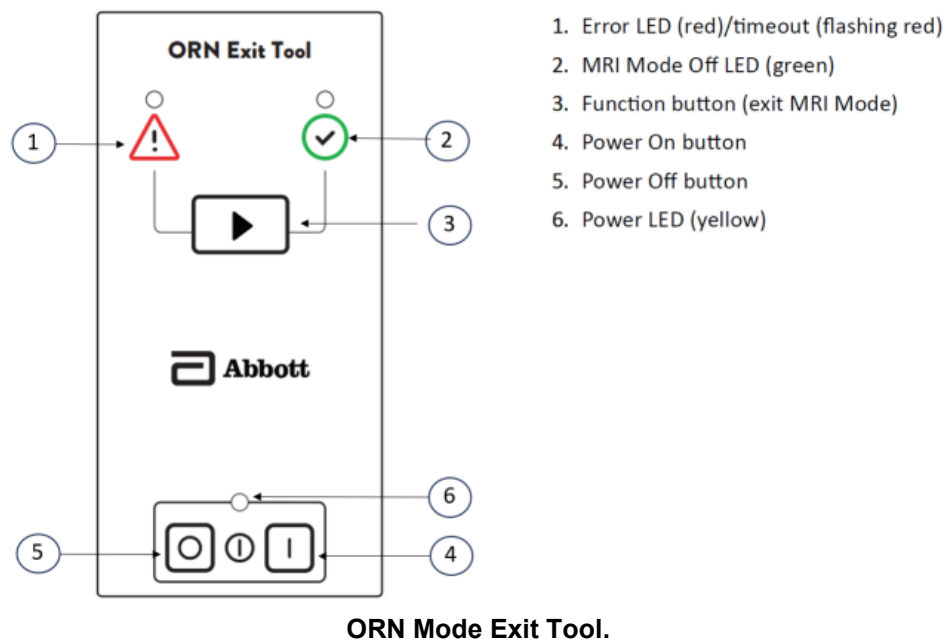 ORN Exit Tool
1
2
3
Abbott
6
5
4
1. Error LED (red)/timeout (flashing red)
2. MRI Mode Off LED (green)
3. Function button (exit MRI Mode)
4. Power On button
5. Power Off button
6. Power LED (yellow)
ORN Mode Exit Tool.